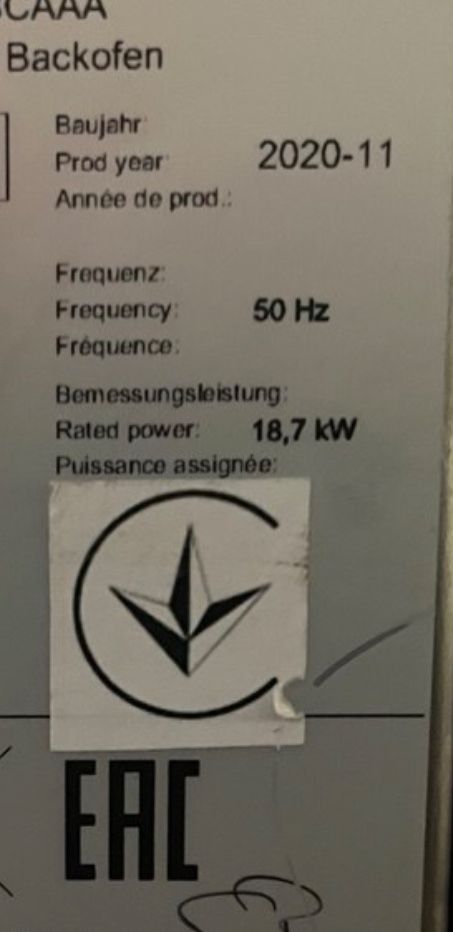 CAAA
Backofen
Baujahr
Prod year 2020-11
Année de prod.:
Frequenz:
Frequency: 50 Hz
Fréquence:
Bemessungsleistung:
Rated power: 18,7 kW
Puissance assignée:
EAC